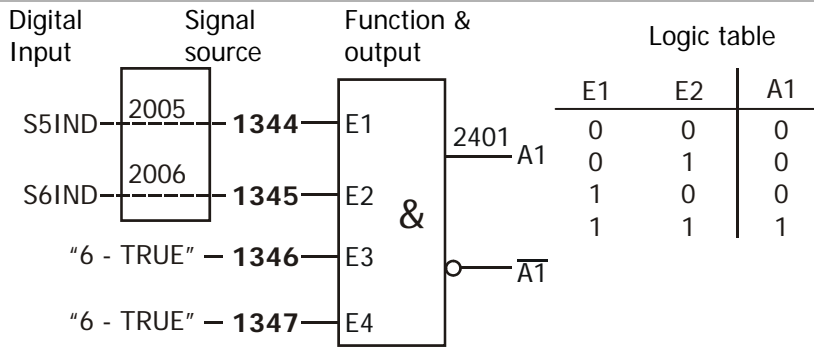 Digital Input
Signal source
Function & output
Logic table
E1 E2 A1
0 0 0
0 1 0
1 0 0
1 1 1
S5IND 2005 1344 E1
2401 A1
S6IND 2006 1345 E2
&
"6 - TRUE" 1346 E3
A1
"6 - TRUE" 1347 E4